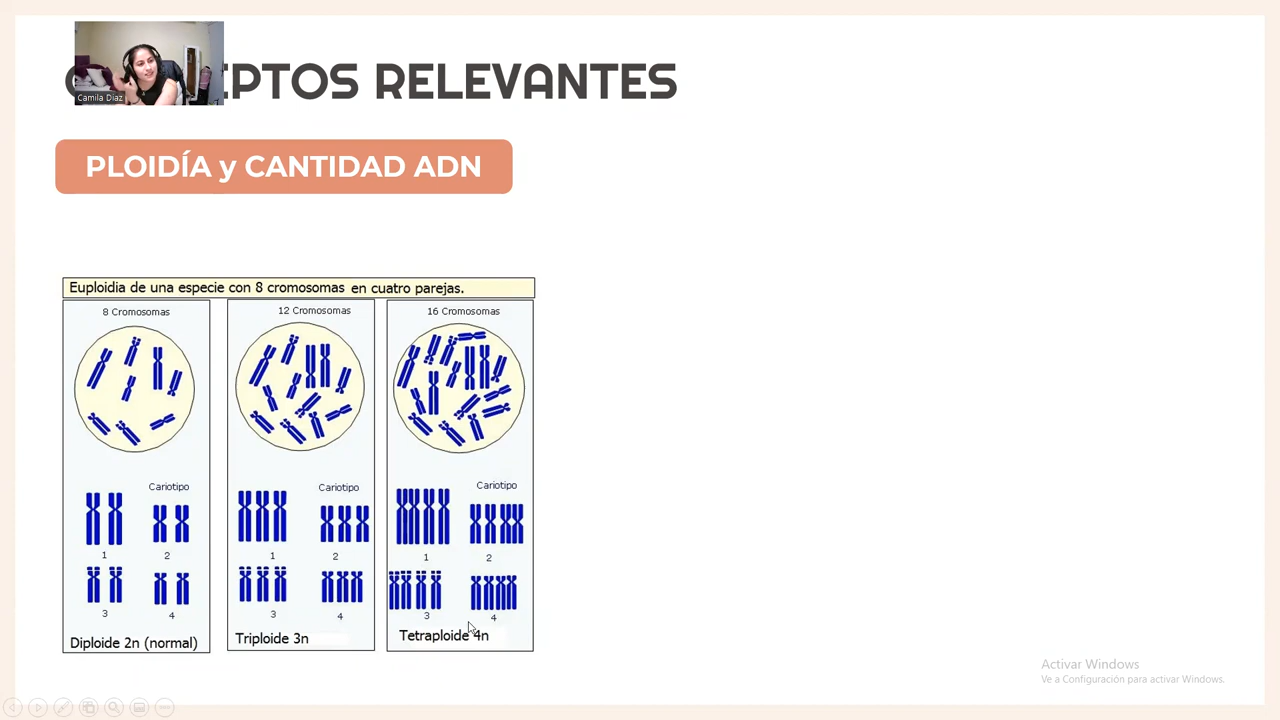 EPTOS RELEVANTES
Camila Diaz
PLOIDÍA y CANTIDAD ADN
Euploidia de una especie con 8 cromosomas en cuatro parejas.
8 Cromosomas
Cariotipo
1
2
3
4
Diploide 2n (normal)
12 Cromosomas
Cariotipo
1
2
3
4
Triploide 3n
16 Cromosomas
Cariotipo
1
2
3
4
Tetraploide 4n
Activar Windows
Ve a Configuración para activar Windows.